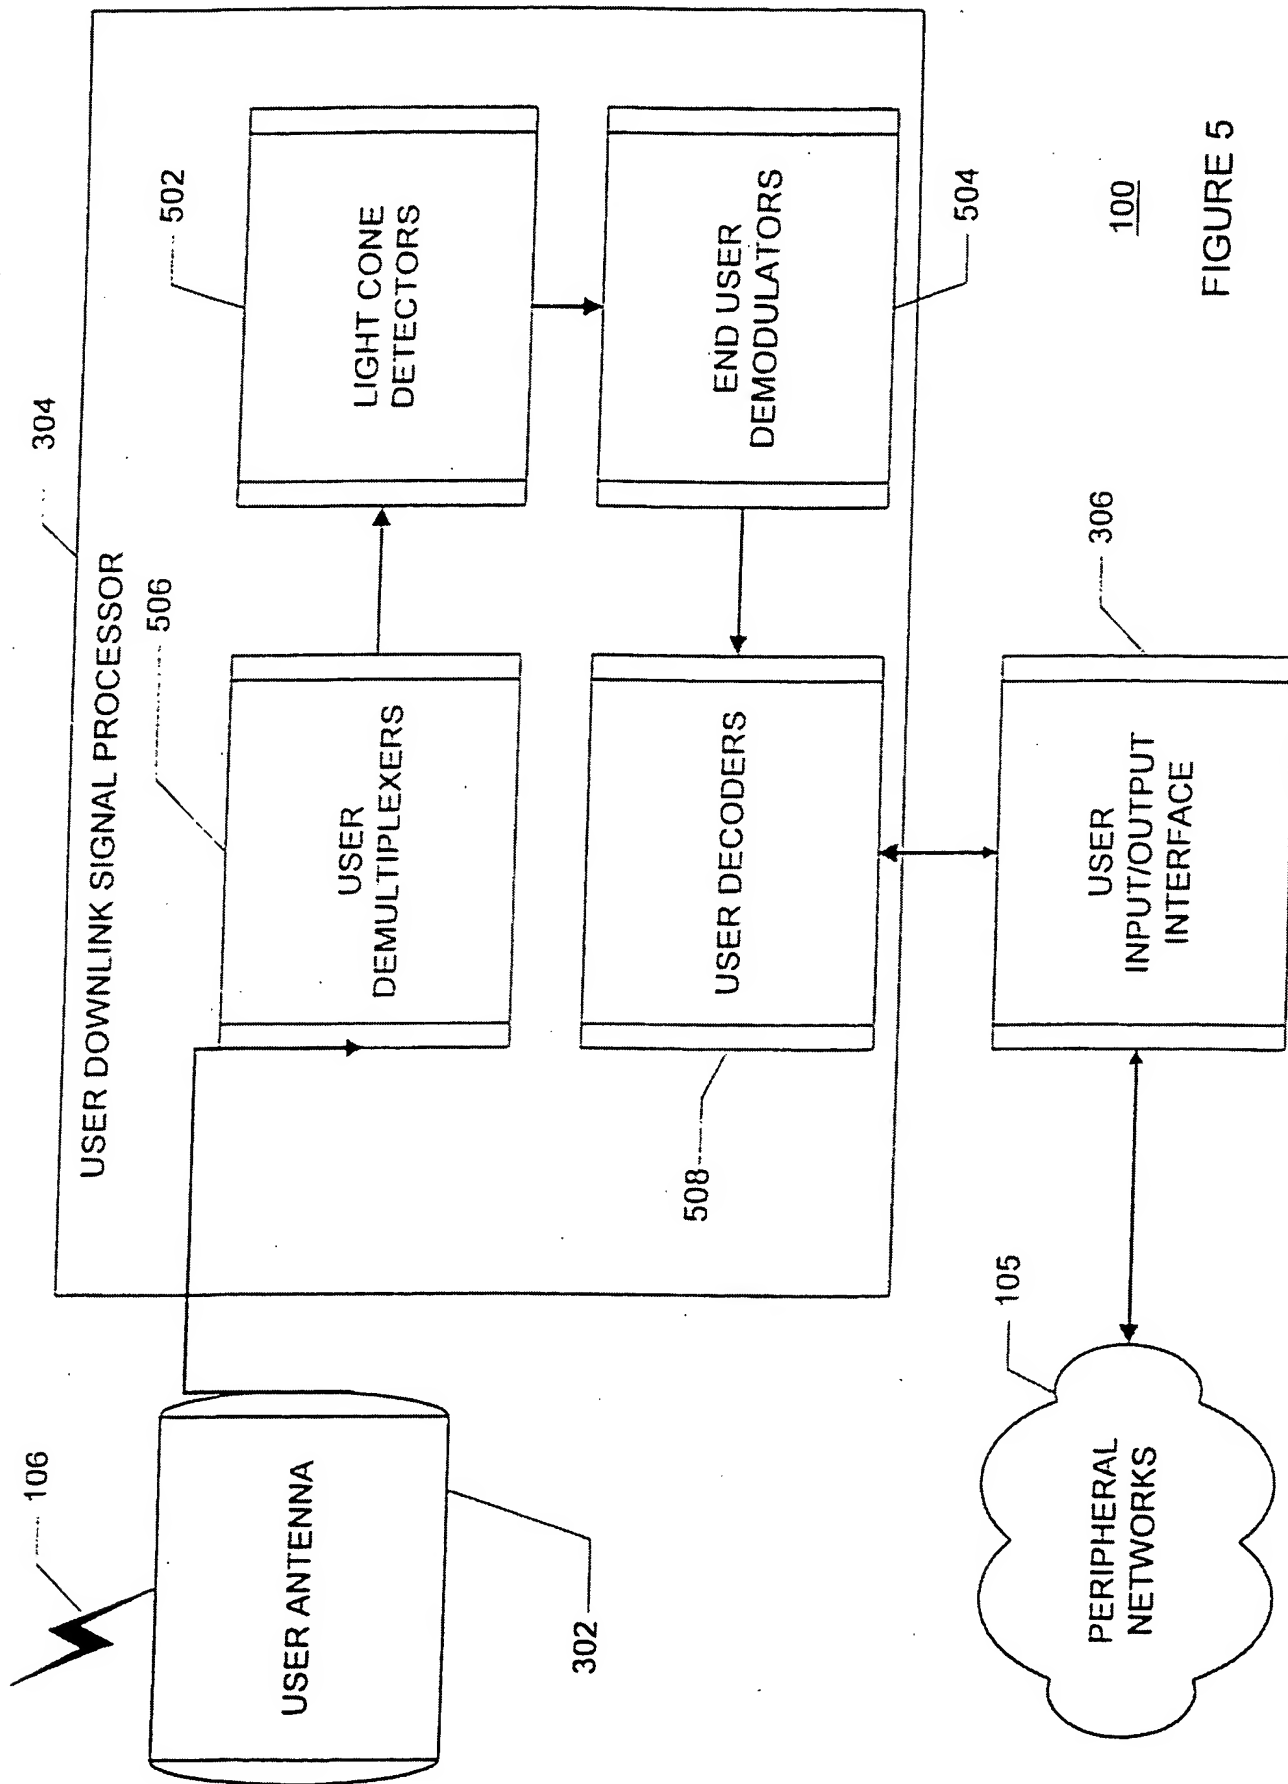 106
USER ANTENNA
302
USER DOWNLINK SIGNAL PROCESSOR
304
506
USER
DEMULTIPLEXERS
502
LIGHT CONE
DETECTORS
508
USER DECODERS
END USER
DEMODULATORS
504
105
PERIPHERAL
NETWORKS
USER
INPUT/OUTPUT
INTERFACE
306
100
FIGURE 5